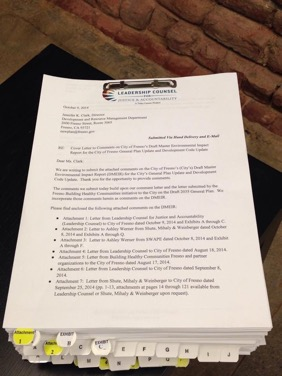 LEADERSHIP COUNSEL
FOR
JUSTICE & ACCOUNTABILITY
October 9, 2014
Jennifer K. Clark, Director
Development and Resource Management Department
2600 Fresno Street, Room
Fresno, CA 93721
Submitted Via Hand Delivery and E-Mail
RE: Cover Letter to Comments on City of Fresno's Draft Master Environmental Impact
Report for the City of Fresno General Plan Update and Development Code Update
Dear Ms. Clark:
We are writing to submit the attached comments on the City of Fresno's Draft Master
Environmental Impact Report (DMEIR) for the City's General Plan Update and Development
Code Update. Thank you for the opportunity to provide comments.
The comments we submit today build upon our comment letter and the letter submitted by the
Fresno Building Healthy Communities initiative to the City on the Draft 2035 General Plan. We
incorporate those comments herein as comments on the DMEIR.
Please find enclosed the following attached comments on the DMEIR:
• Attachment 1: Letter from Leadership Counsel for Justice and Accountability
(Leadership Counsel) to City of Fresno dated October 9, 2014 and Exhibits A through C.
• Attachment 2: Letter to Ashley Werner from Shute, Mihaly & Weinberger dated October
2014 and Exhibits A through
• Attachment 3: Letter to Ashley Werner from SWAPE dated October 8, 2014 and Exhibit
A through
• Attachment 4: Letter from Leadership Counsel to City of Fresno dated August 18, 2014.
• Attachment 5: Letter from Building Healthy Communities Fresno and partner
organizations to the City of Fresno dated August 17, 2014.
• Attachment 6: Letter from Leadership Counsel to City of Fresno dated September 8,
2014.
• Attachment 7: Letter from Shute, Mihaly & Weinberger to City of Fresno dated
September 25, 2014 (pp. 1-13, attachments at pages 14 through 121 available from
Leadership Counsel or Shute, Mihaly & Weinberger upon request).
Attachment
1
EXHIBIT
B
C
Attachment
2
E
F
G
H
I
J